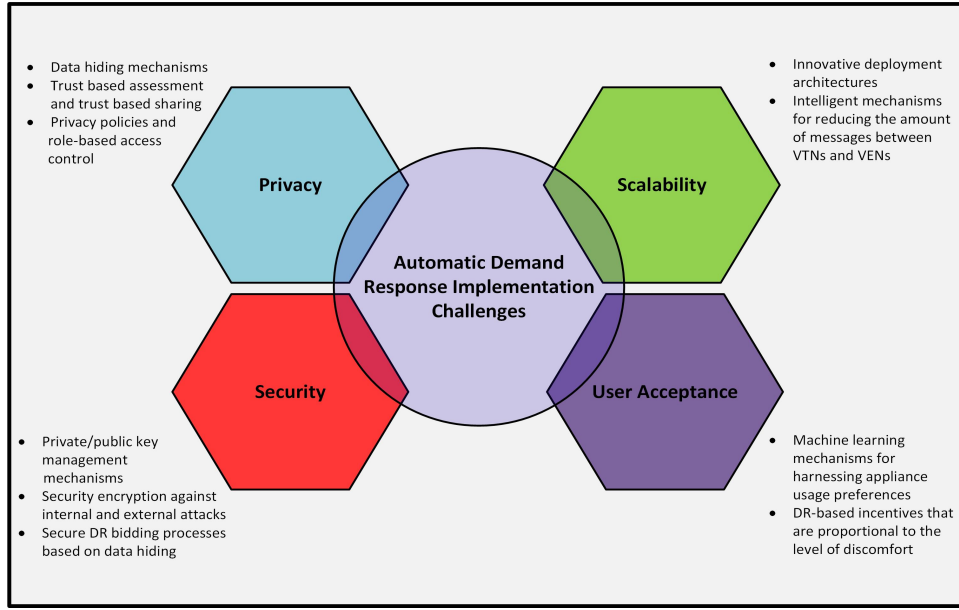 • Data hiding mechanisms
• Trust based assessment
and trust based sharing
• Privacy policies and
role-based access
control
Privacy
• Innovative deployment
architectures
• Intelligent mechanisms
for reducing the amount
of messages between
VTNs and VENs
Scalability
Automatic Demand
Response Implementation
Challenges
Security
• Private/public key
management
mechanisms
• Security encryption against
internal and external attacks
• Secure DR bidding processes
based on data hiding
User Acceptance
• Machine learning
mechanisms for
harnessing appliance
usage preferences
• DR-based incentives that
are proportional to the
level of discomfort